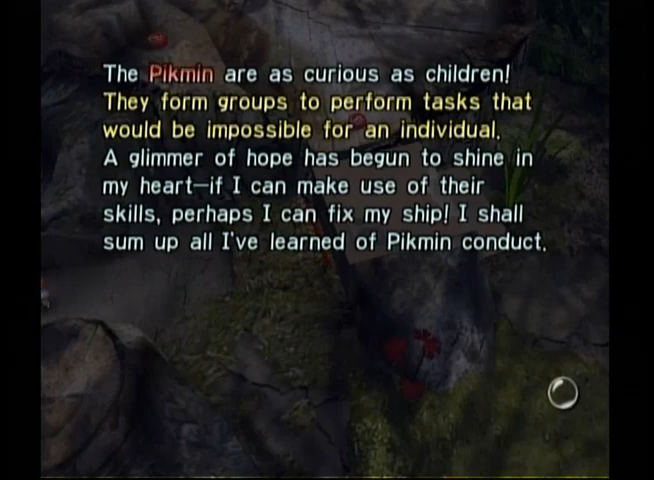 The Pikmin are as curious as children!
They form groups to perform tasks that
would be impossible for an individual.
A glimmer of hope has begun to shine in
my heart—if I can make use of their
skills, perhaps I can fix my ship! I shall
sum up all I've learned of Pikmin conduct.